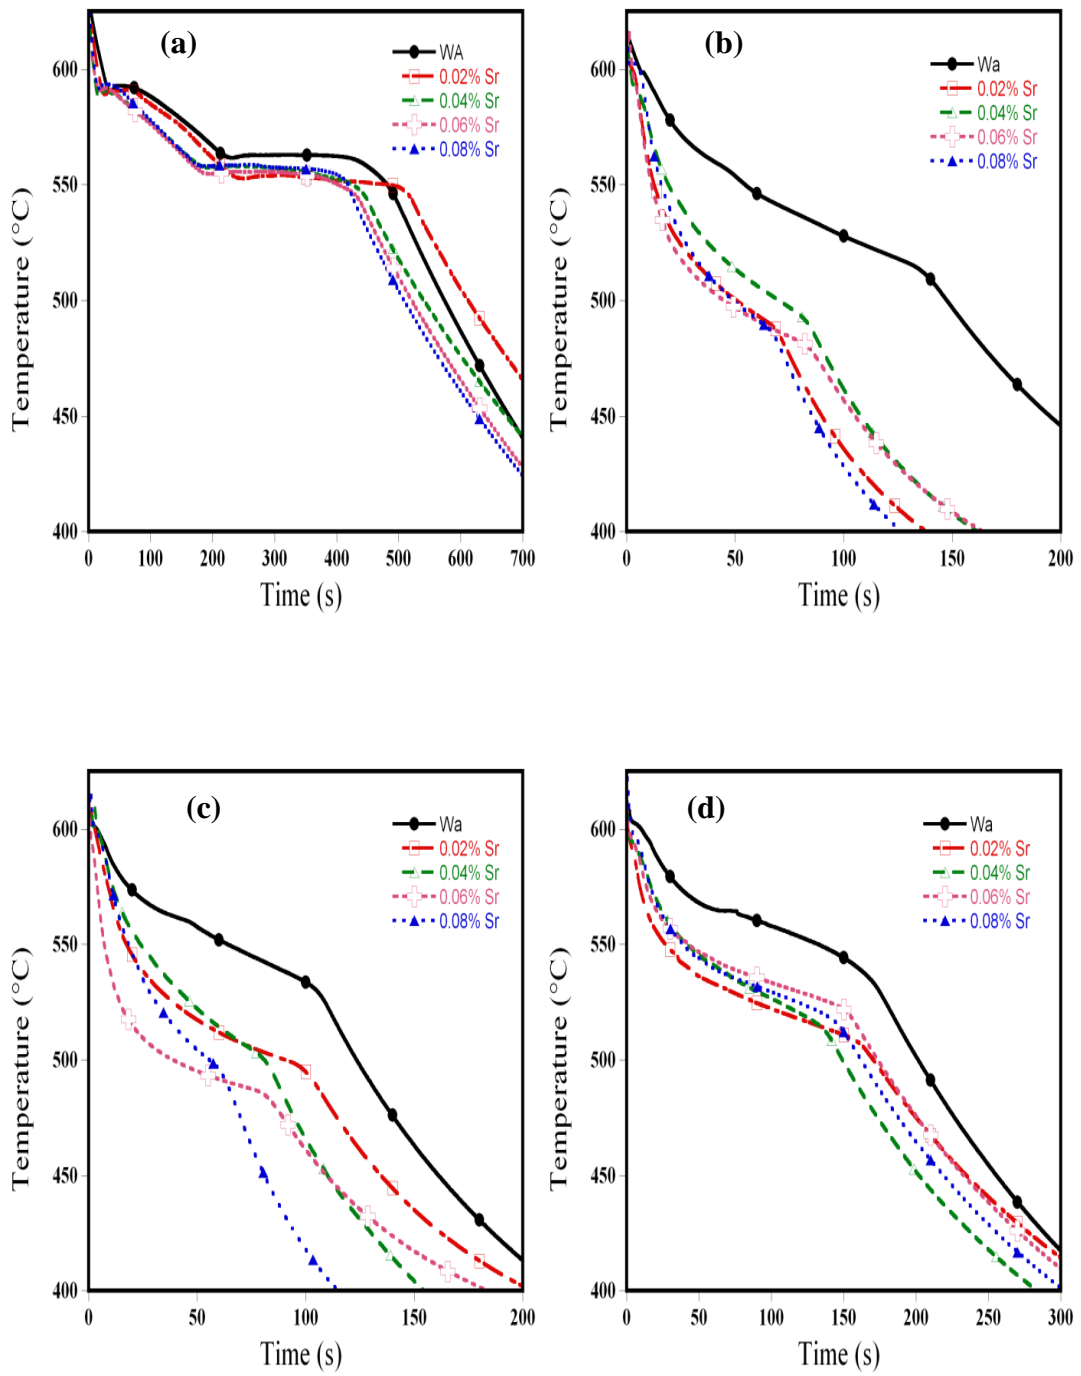 (a)
WA
0.02% Sr
0.04% Sr
0.06% Sr
0.08% Sr
600
550
500
450
400
Temperature (°C)
0 100 200 300 400 500 600 700
Time (s)
(b)
Wa
0.02% Sr
0.04% Sr
0.06% Sr
0.08% Sr
600
550
500
450
400
Temperature (°C)
0 50 100 150 200
Time (s)
(c)
Wa
0.02% Sr
0.04% Sr
0.06% Sr
0.08% Sr
600
550
500
450
400
Temperature (°C)
0 50 100 150 200
Time (s)
(d)
Wa
0.02% Sr
0.04% Sr
0.06% Sr
0.08% Sr
600
550
500
450
400
Temperature (°C)
0 50 100 150 200 250 300
Time (s)